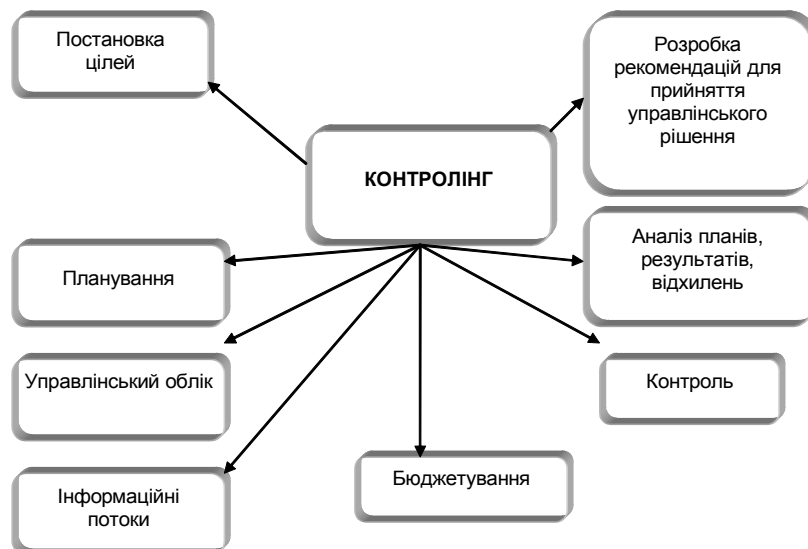 Постановка
цілей
Розробка
рекомендацій для
прийняття
управлінського
рішення
КОНТРОЛІНГ
Аналіз планів,
результатів,
відхилень
Планування
Управлінський облік
Контроль
Бюджетування
Інформаційні
потоки